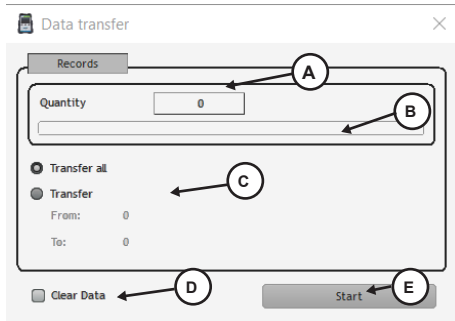 Data transfer
Records
A
Quantity 0
B
Transfer all
Transfer
C
From: 0
To: 0
Clear Data D Start E